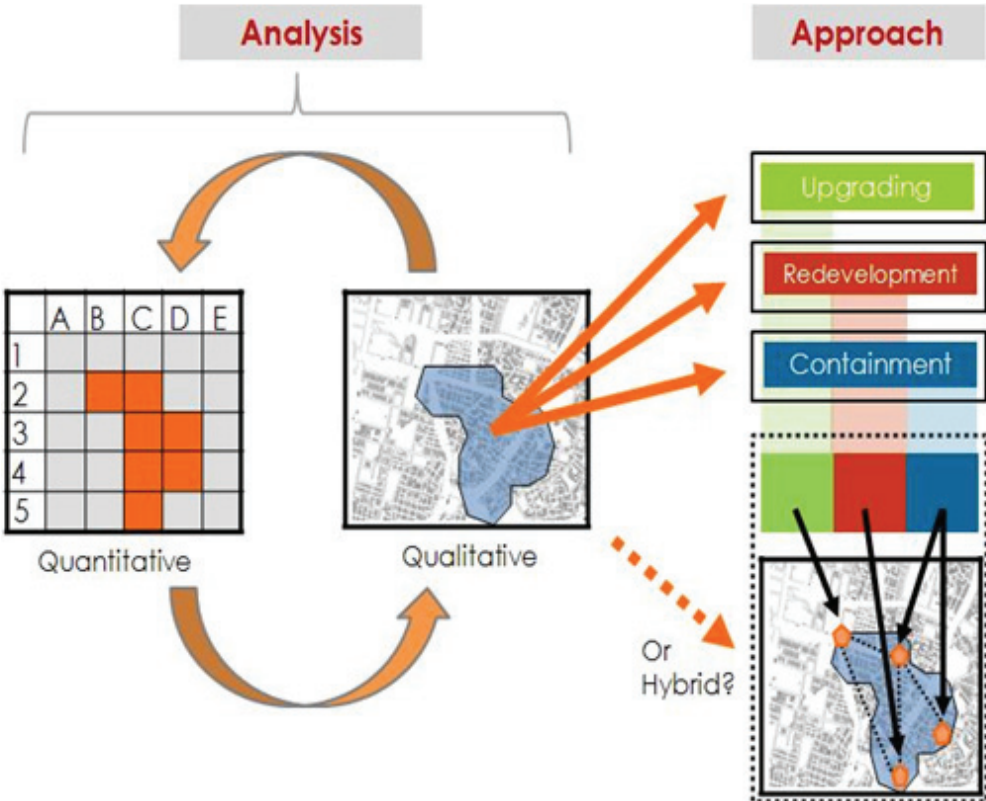 Analysis
Approach
Upgrading
Redevelopment
Containment
A B C D E
1
2
3
4
5
Quantitative
Qualitative
Or
Hybrid?